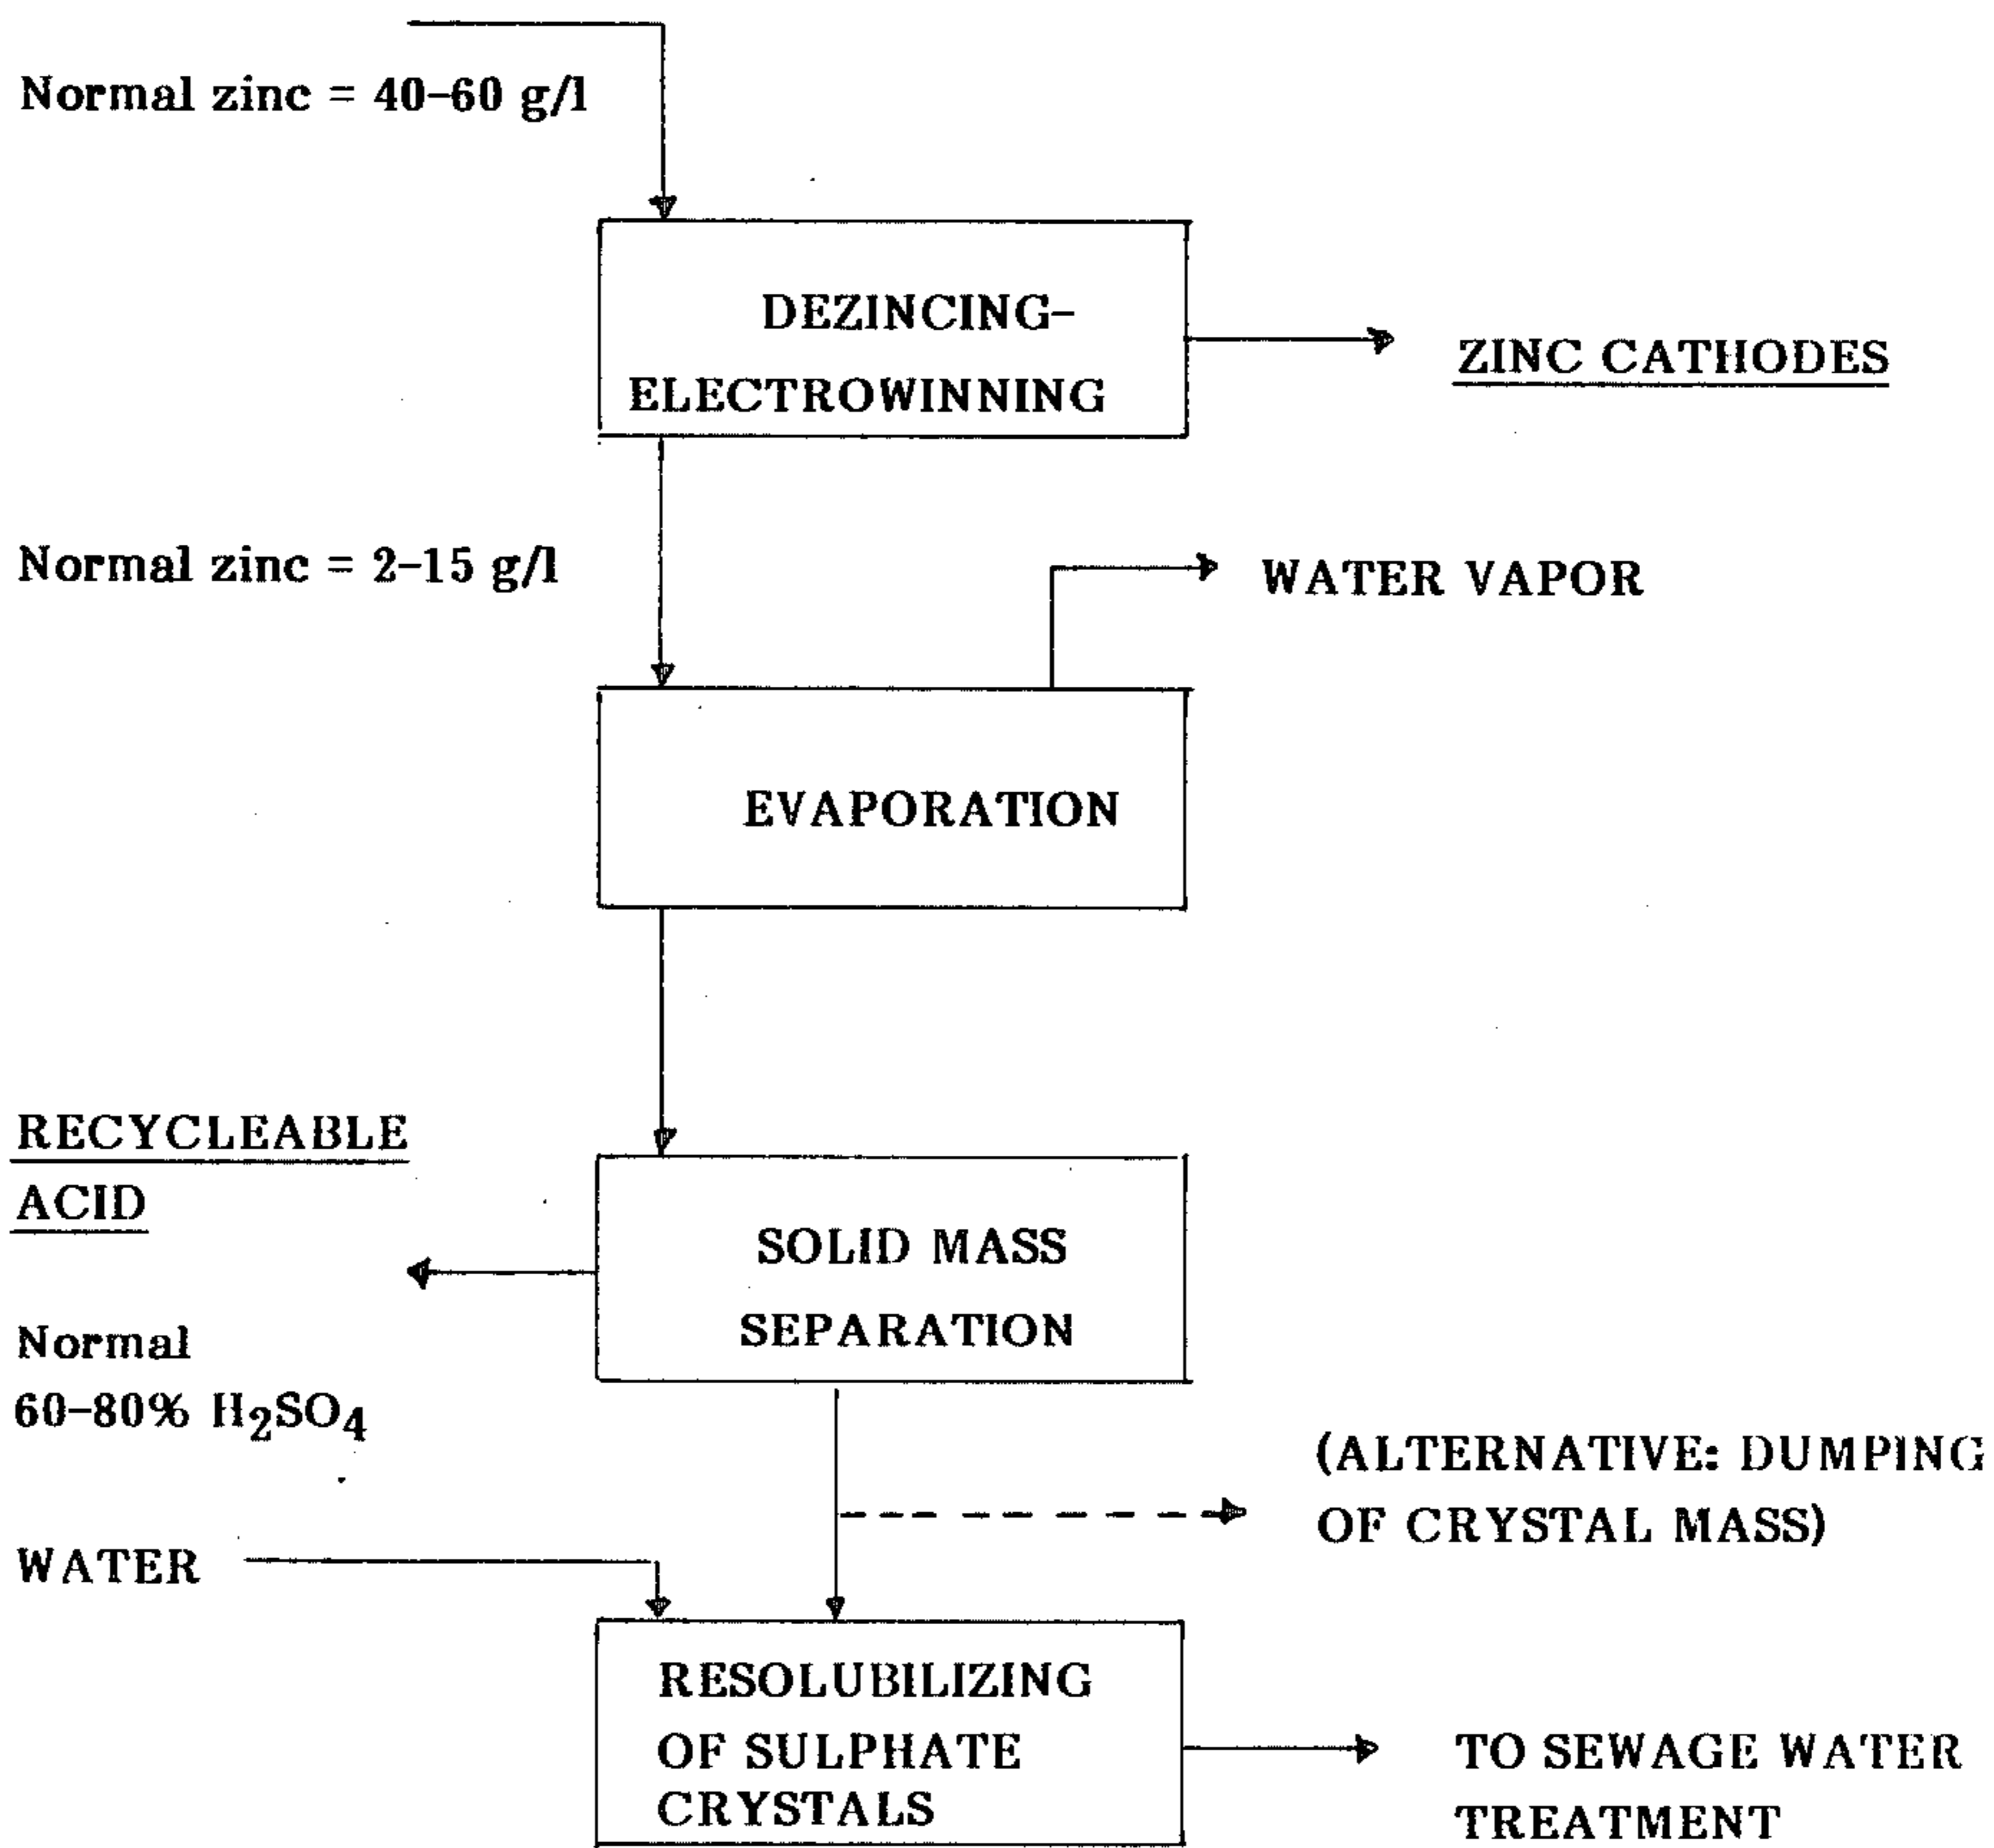 Normal zinc = 40-60 g/l
DEZINCING-
ELECTROWINNING
ZINC CATHODES
Normal zinc = 2-15 g/l
WATER VAPOR
EVAPORATION
RECYCLEABLE
ACID
SOLID MASS
SEPARATION
Normal
60-80% H₂SO₄
(ALTERNATIVE: DUMPING
OF CRYSTAL MASS)
WATER
RESOLUBILIZING
OF SULPHATE
CRYSTALS
TO SEWAGE WATER
TREATMENT